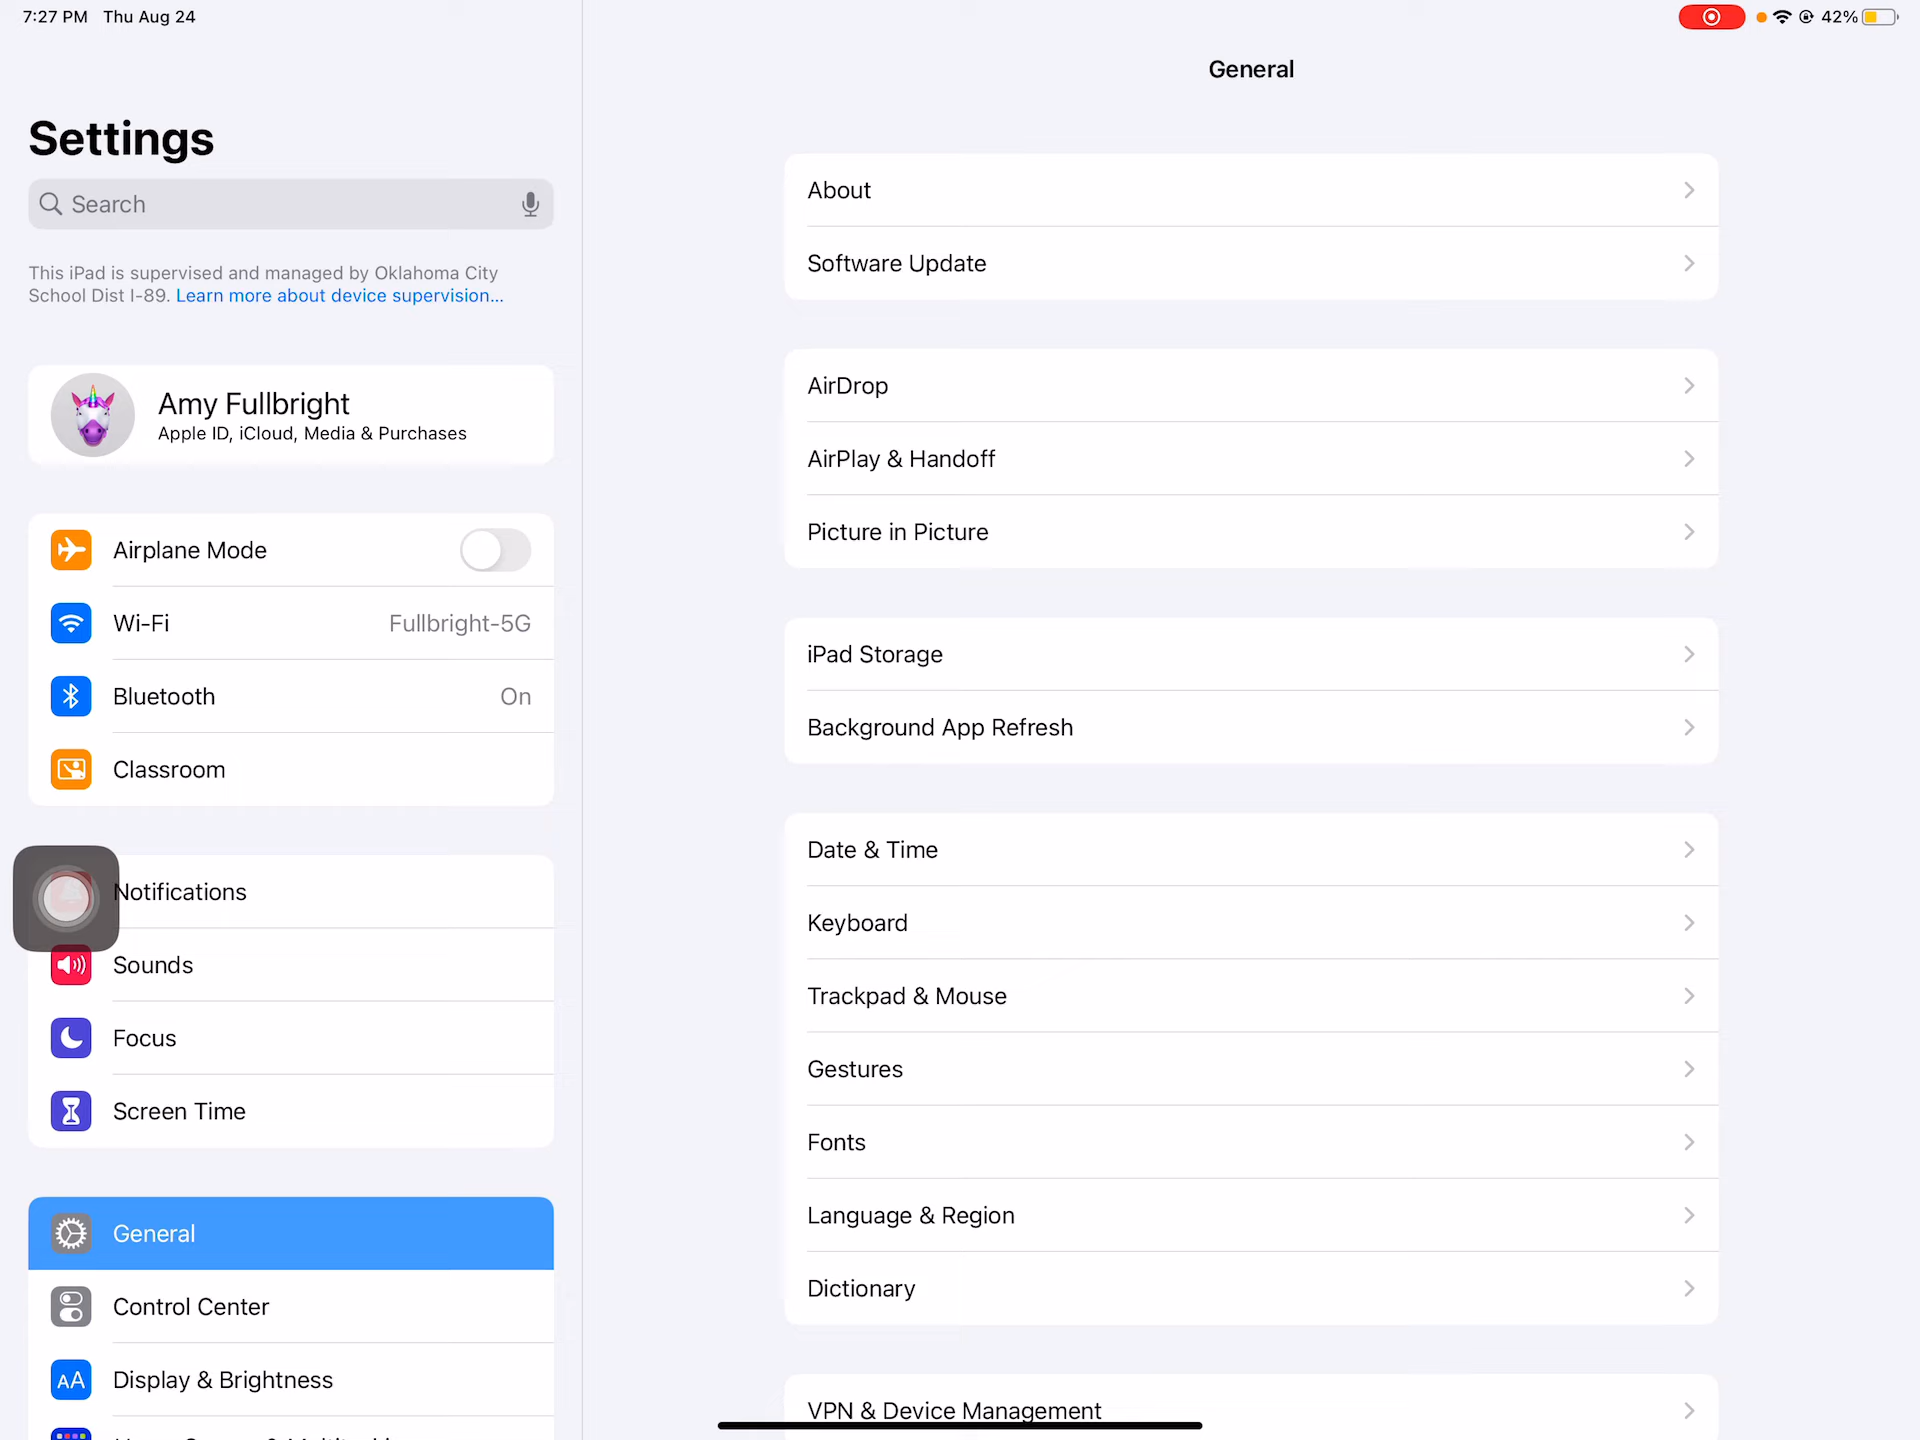 7:27 PM Thu Aug 24
42%
Settings
Search
This iPad is supervised and managed by Oklahoma City
School Dist I-89. Learn more about device supervision...
Amy Fullbright
Apple ID, iCloud, Media & Purchases
Airplane Mode
Wi-Fi Fullbright-5G
Bluetooth On
Classroom
Notifications
Sounds
Focus
Screen Time
General
Control Center
AA Display & Brightness
General
About
Software Update
AirDrop
AirPlay & Handoff
Picture in Picture
iPad Storage
Background App Refresh
Date & Time
Keyboard
Trackpad & Mouse
Gestures
Fonts
Language & Region
Dictionary
VPN & Device Management